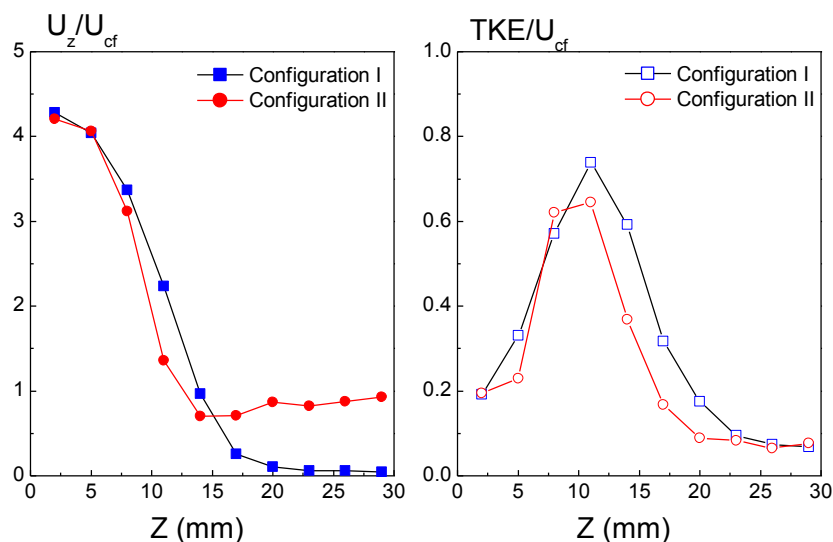 U_z/U_cf
5
4
3
2
1
0
0 5 10 15 20 25 30
Z (mm)
Configuration I
Configuration II
TKE/U_cf
1.0
0.8
0.6
0.4
0.2
0.0
0 5 10 15 20 25 30
Z (mm)
Configuration I
Configuration II